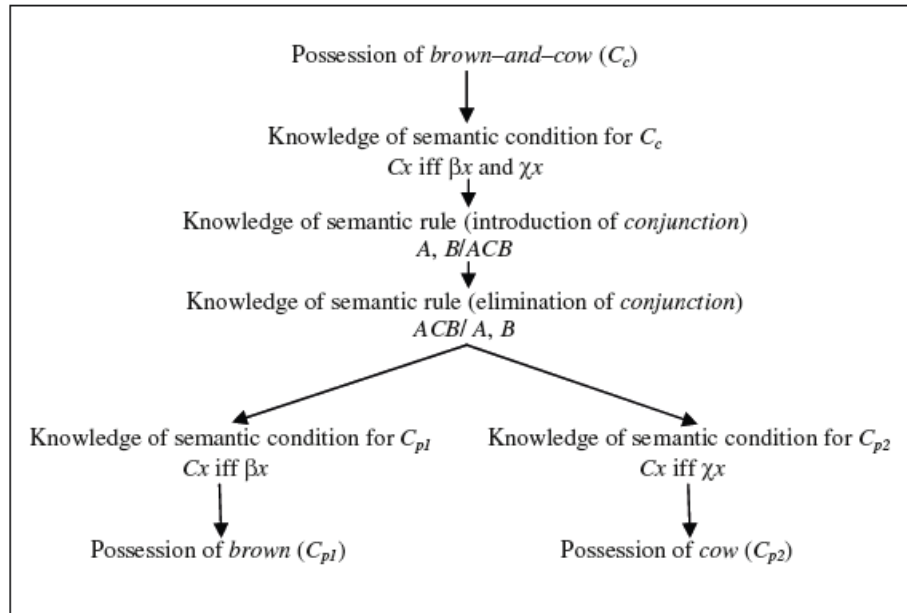 Possession of brown–and–cow (Cc)
Knowledge of semantic condition for Cc
Cx iff βx and χx
Knowledge of semantic rule (introduction of conjunction)
A, B/ACB
Knowledge of semantic rule (elimination of conjunction)
ACB/ A, B
Knowledge of semantic condition for Cp1
Cx iff βx
Possession of brown (Cp1)
Knowledge of semantic condition for Cp2
Cx iff χx
Possession of cow (Cp2)